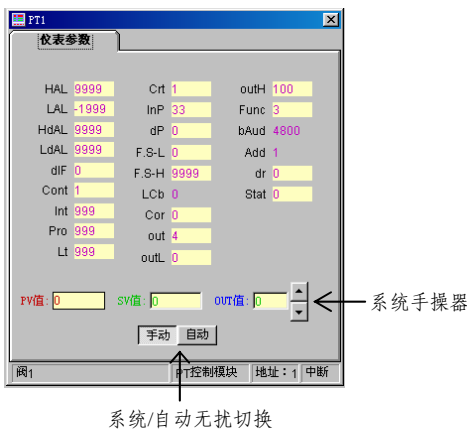 PT1
仪表参数
HAL 9999 Crt 1 outH 100
LAL -1999 InP 33 Func 3
HdAL 9999 dP 0 bAud 4800
LdAL 9999 F.S-L 0 Add 1
dIF 0 F.S-H 9999 dr 0
Cont 1 LCb 0 Stat 0
Int 999 Cor 0
Pro 999 out 4
Lt 999 outL 0
PV值: 0 SV值: 0 OUT值: 0 系统手操器
手动 自动
阀1 PT控制模块 地址：1 中断
系统/自动无扰切换